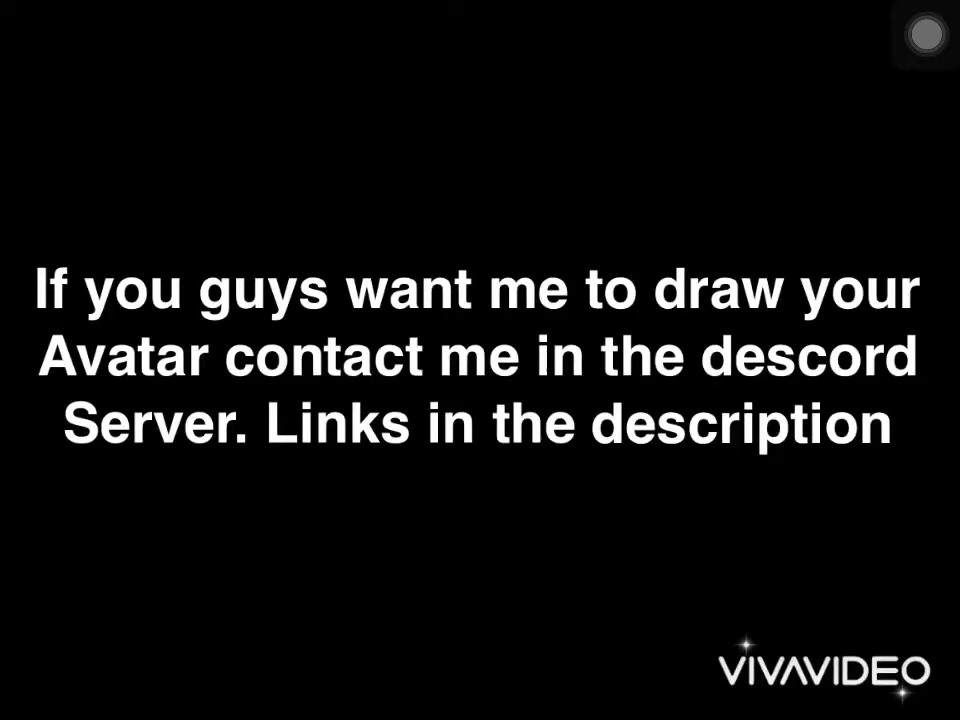 If you guys want me to draw your
Avatar contact me in the descord
Server. Links in the description
VIVAVIDEO